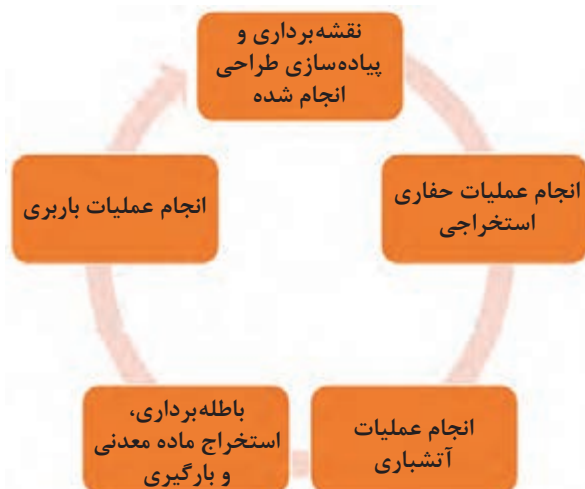 نقشه‌برداری و
پیاده‌سازی طراحی
انجام شده
انجام عملیات حفاری
استخراجی
انجام عملیات
آتشباری
باطله‌برداری،
استخراج ماده معدنی
و بارگیری
انجام عملیات باربری